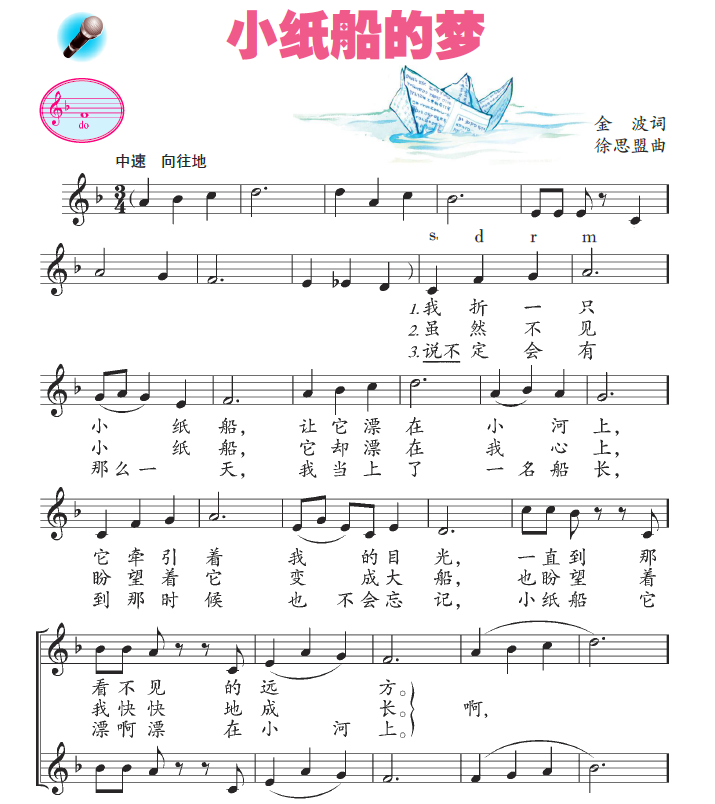 小纸船的梦
do
金 波词
徐思盟曲
中速 向往地
3/4
s, d r m
1.我 折 一 只
2.虽 然 不 见
3.说不 定 会 有
小 纸 船， 让 它 漂 在 小 河 上，
小 纸 船， 它 却 漂 在 我 心 上，
那 么 一 天， 我 当 上 了 一 名 船 长，
它 牵 引 着 我 的 目 光， 一 直 到 那
盼 望 着 它 变 成 大 船， 也 盼 望 着
到 那 时 候 也 不 会 忘 记， 小 纸 船 它
看 不 见 的 远 方。
我 快 快 地 成 长。 啊，
漂 啊 漂 在 小 河 上。